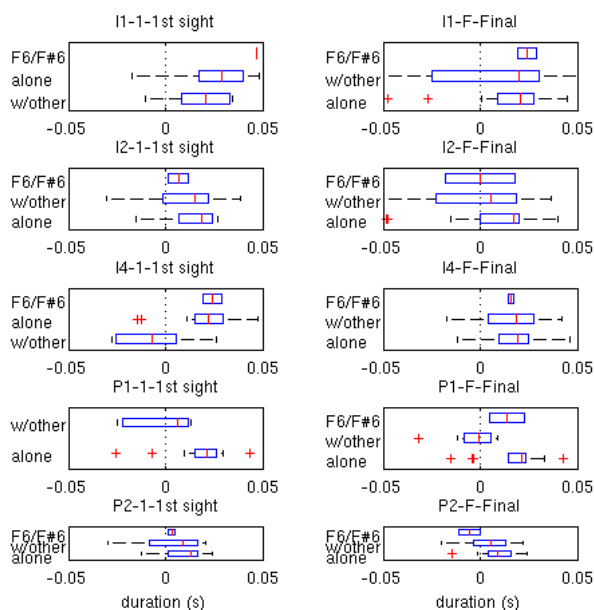 I1-1-1st sight
F6/F#6
alone
w/other
-0.05 0 0.05
I1-F-Final
F6/F#6
w/other
alone
-0.05 0 0.05
I2-1-1st sight
F6/F#6
w/other
alone
-0.05 0 0.05
I2-F-Final
F6/F#6
w/other
alone
-0.05 0 0.05
I4-1-1st sight
F6/F#6
alone
w/other
-0.05 0 0.05
I4-F-Final
F6/F#6
w/other
alone
-0.05 0 0.05
P1-1-1st sight
w/other
alone
-0.05 0 0.05
P1-F-Final
F6/F#6
w/other
alone
-0.05 0 0.05
P2-1-1st sight
F6/F#6
w/other
alone
-0.05 0 0.05
duration (s)
P2-F-Final
F6/F#6
w/other
alone
-0.05 0 0.05
duration (s)